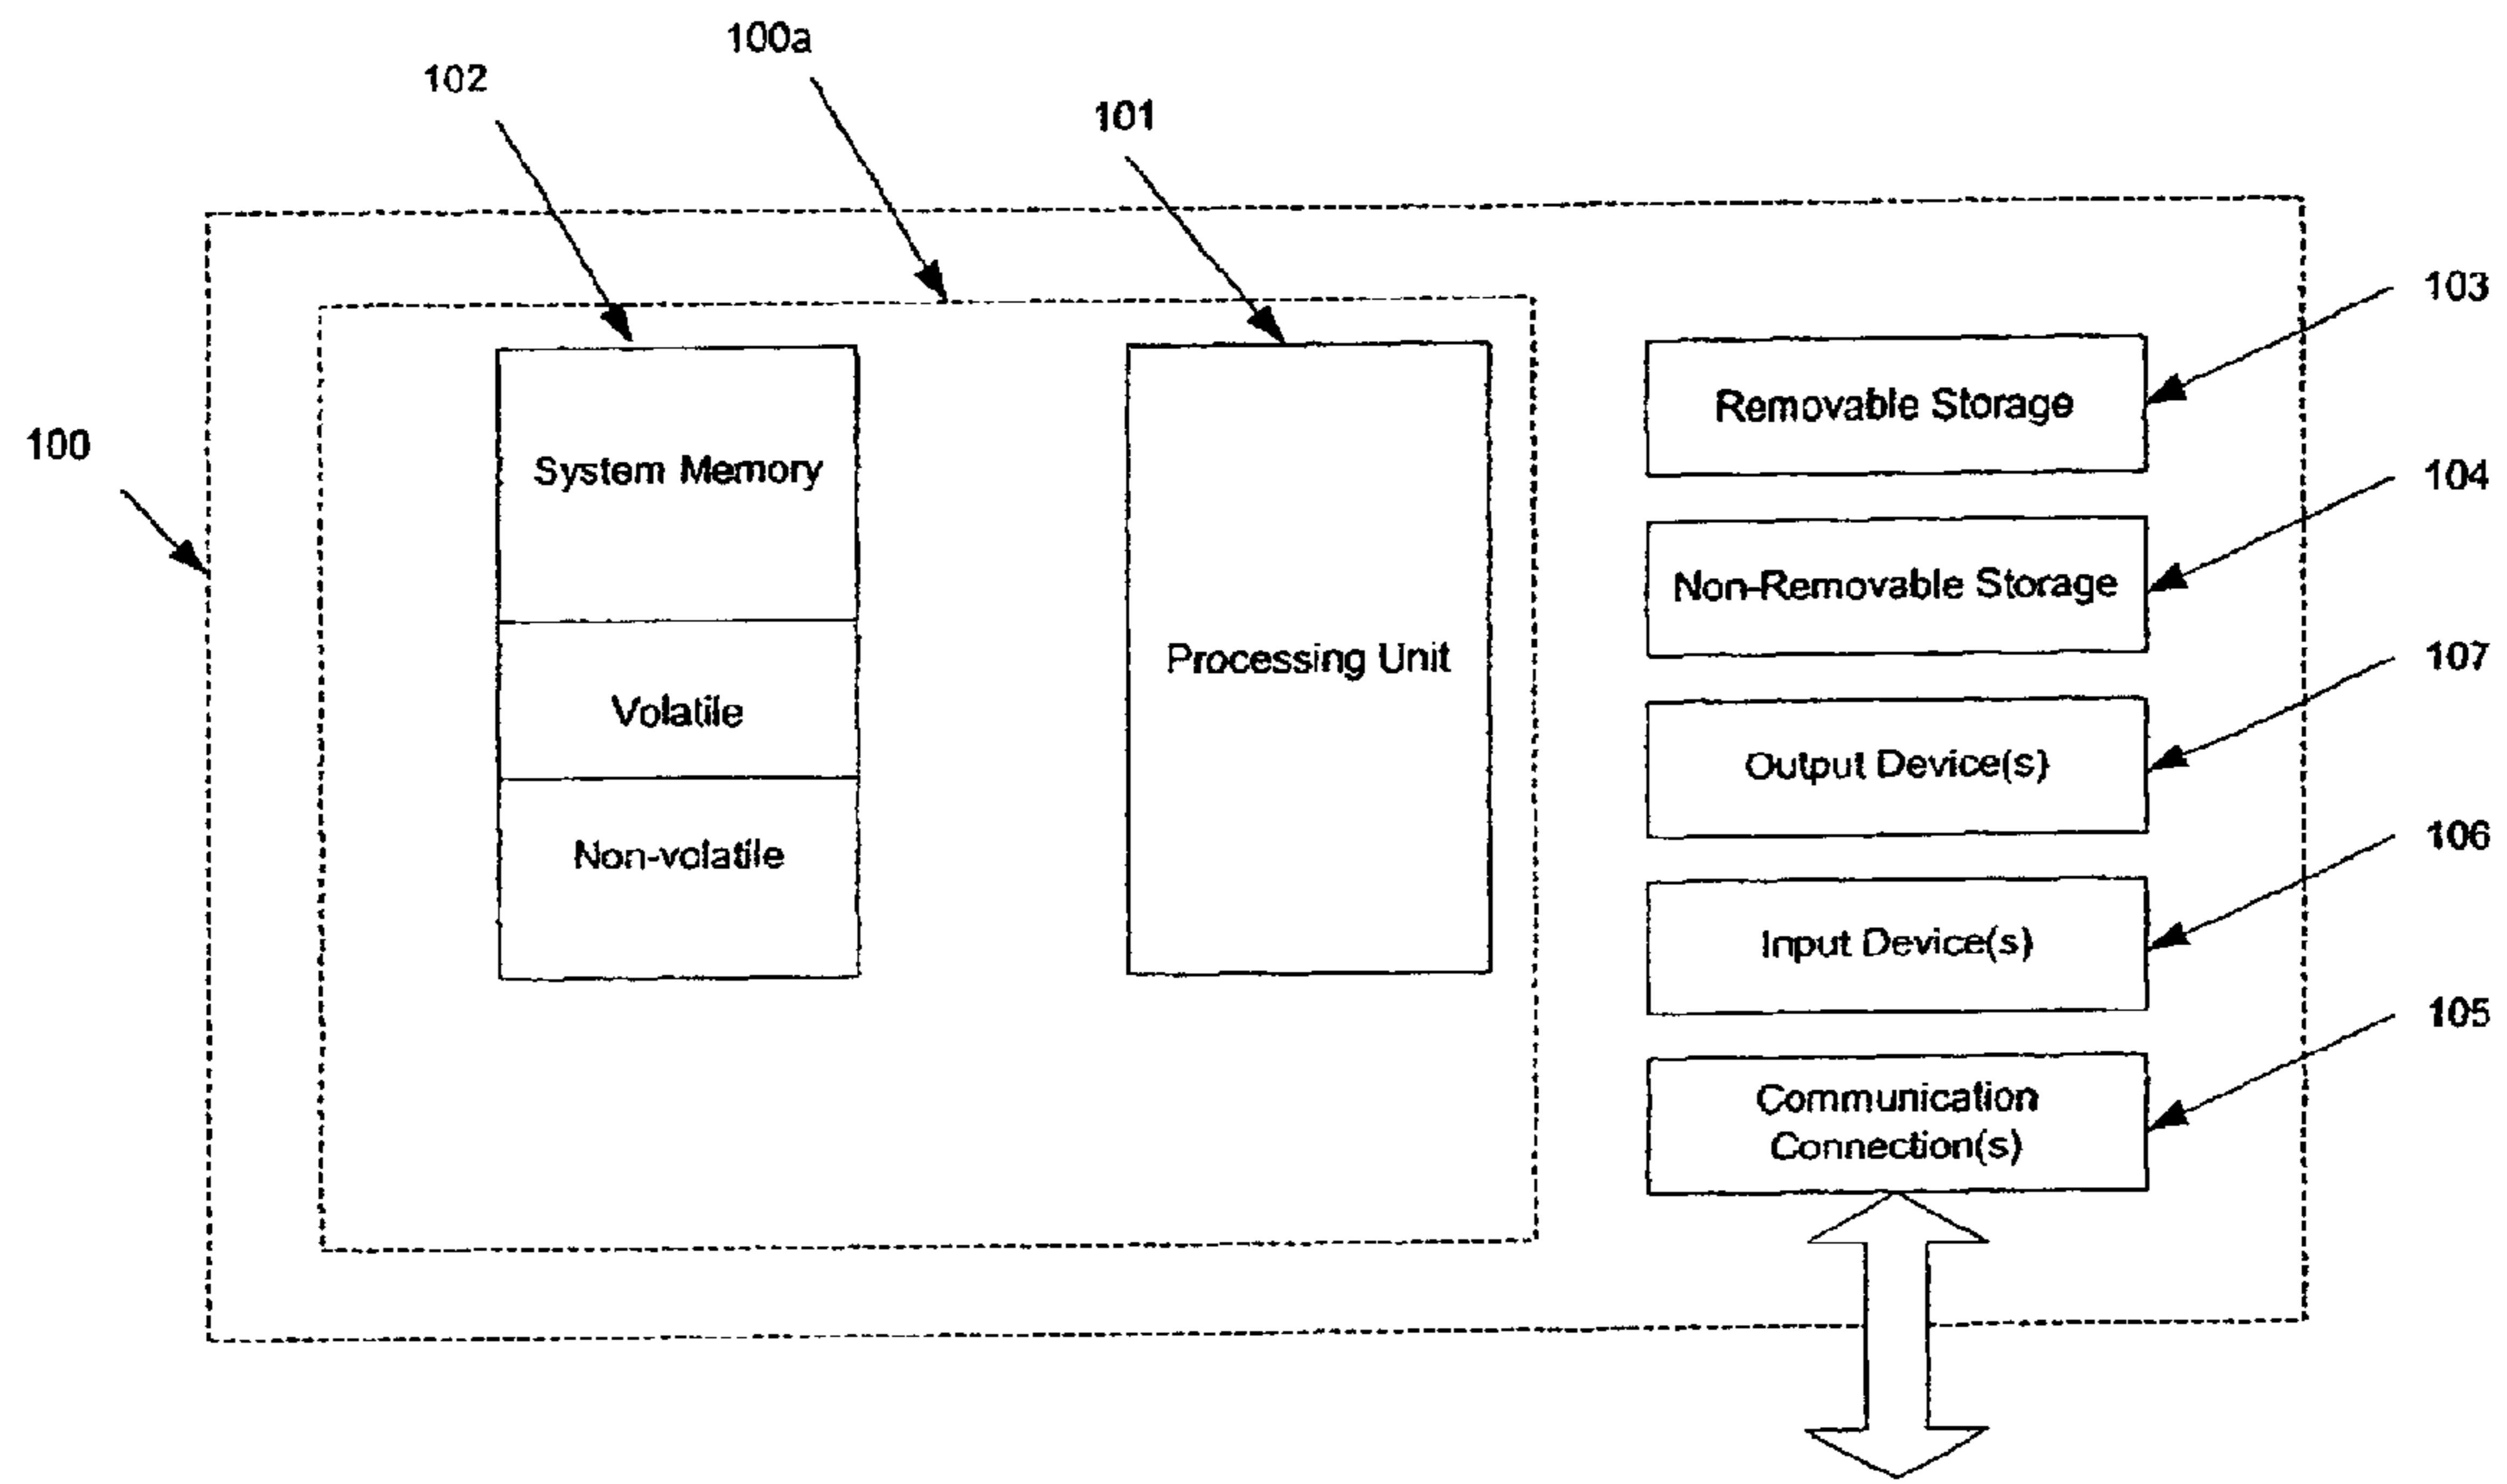 100a
102
101
100
103
104
107
106
105
System Memory
Volatile
Non-volatile
Processing Unit
Removable Storage
Non-Removable Storage
Output Device(s)
Input Device(s)
Communication
Connection(s)